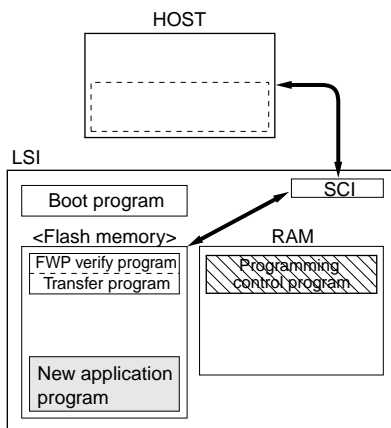 HOST
LSI
SCI
Boot program
<Flash memory>
RAM
FWP verify program
Transfer program
Programming
control program
New application
program